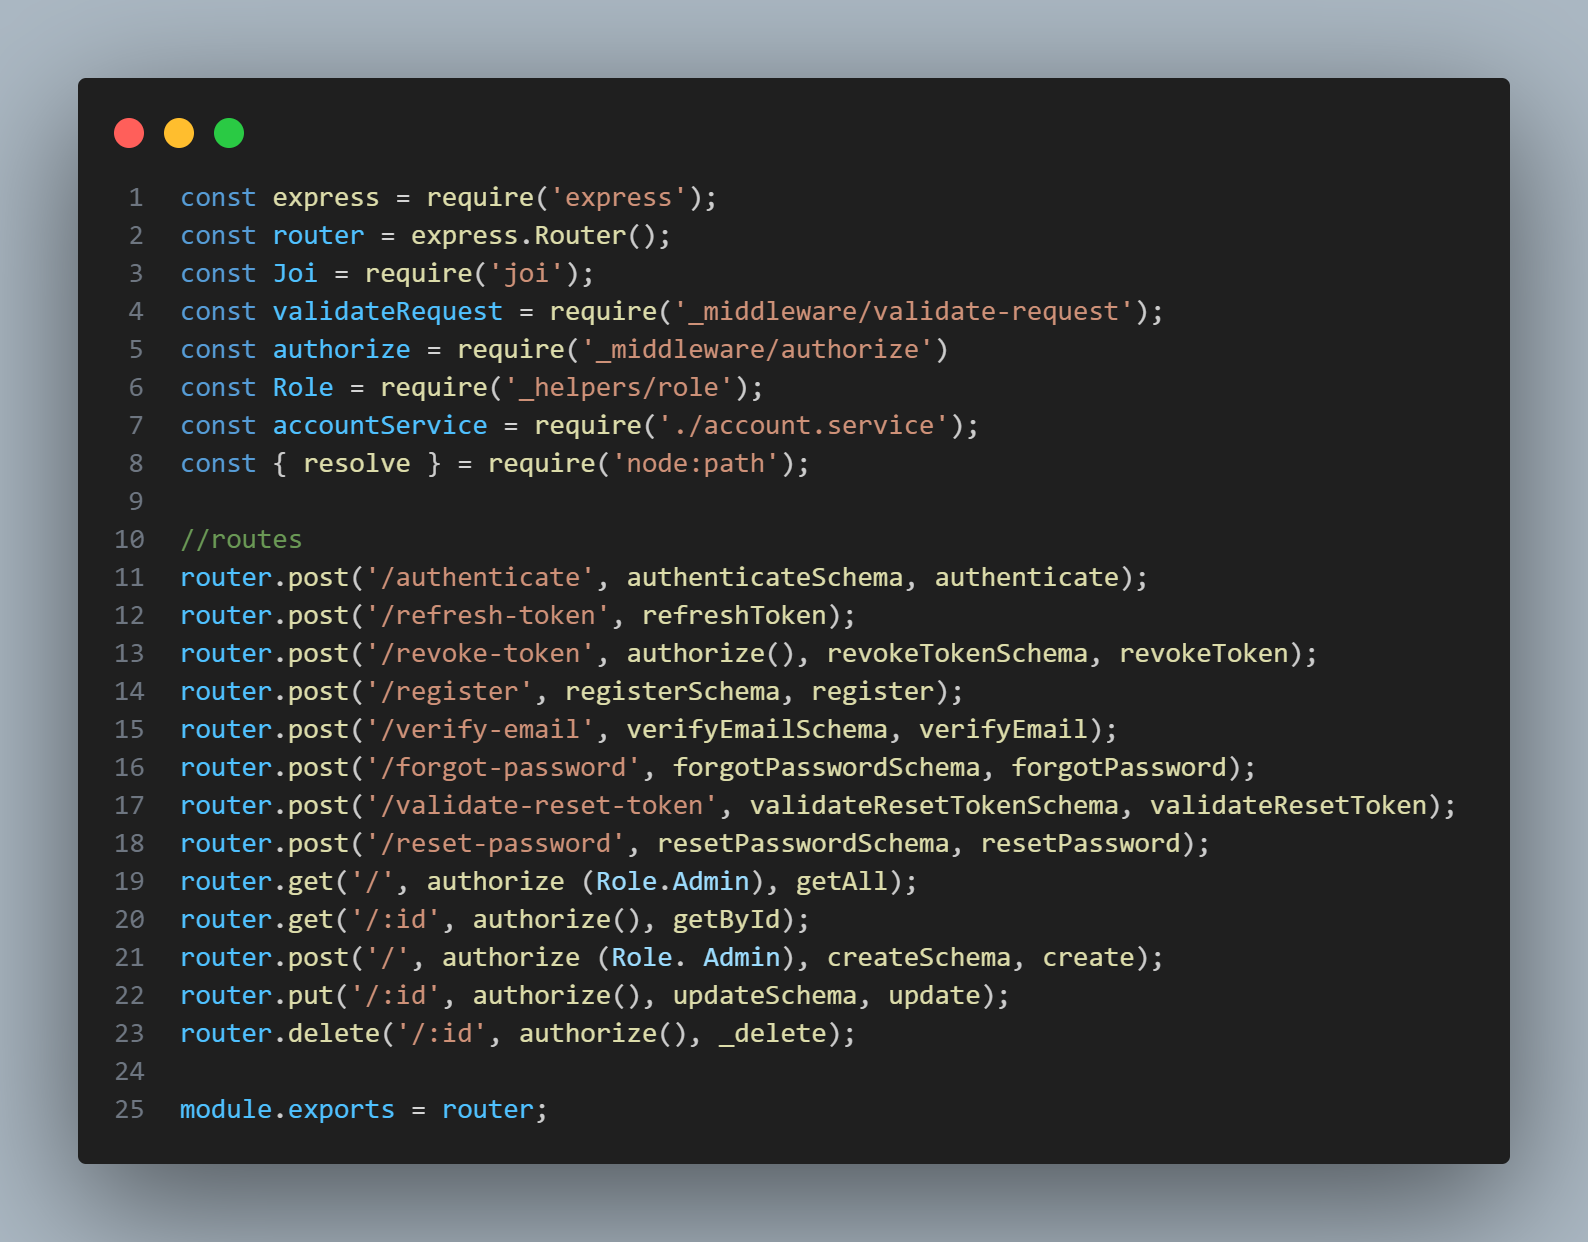 1 const express = require('express');
2 const router = express.Router();
3 const Joi = require('joi');
4 const validateRequest = require('_middleware/validate-request');
5 const authorize = require('_middleware/authorize')
6 const Role = require('_helpers/role');
7 const accountService = require('./account.service');
8 const { resolve } = require('node:path');
9
10 //routes
11 router.post('/authenticate', authenticateSchema, authenticate);
12 router.post('/refresh-token', refreshToken);
13 router.post('/revoke-token', authorize(), revokeTokenSchema, revokeToken);
14 router.post('/register', registerSchema, register);
15 router.post('/verify-email', verifyEmailSchema, verifyEmail);
16 router.post('/forgot-password', forgotPasswordSchema, forgotPassword);
17 router.post('/validate-reset-token', validateResetTokenSchema, validateResetToken);
18 router.post('/reset-password', resetPasswordSchema, resetPassword);
19 router.get('/', authorize (Role.Admin), getAll);
20 router.get('/:id', authorize(), getById);
21 router.post('/', authorize (Role. Admin), createSchema, create);
22 router.put('/:id', authorize(), updateSchema, update);
23 router.delete('/:id', authorize(), _delete);
24
25 module.exports = router;